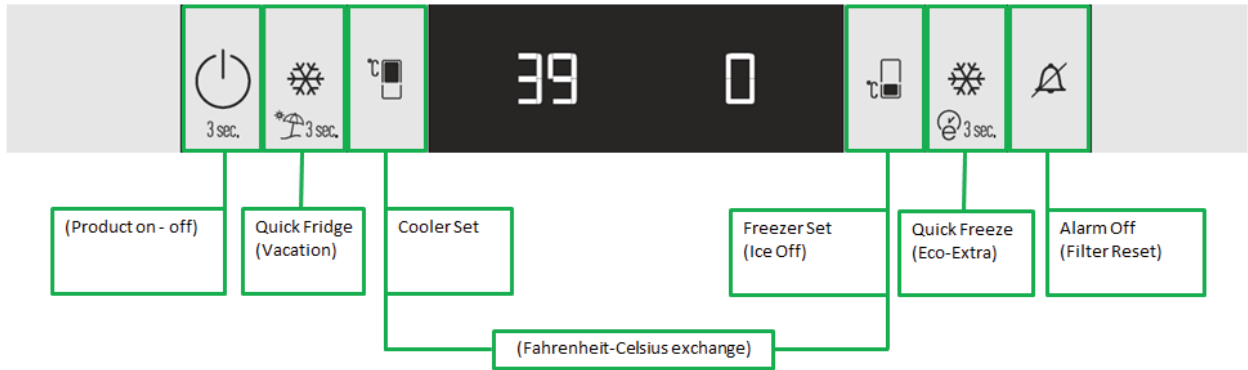 ℃
39
0
℃
3 sec.
3 sec.
e 3 sec.
(Product on - off)
Quick Fridge
(Vacation)
Cooler Set
Freezer Set
(Ice Off)
Quick Freeze
(Eco-Extra)
Alarm Off
(Filter Reset)
(Fahrenheit-Celsius exchange)